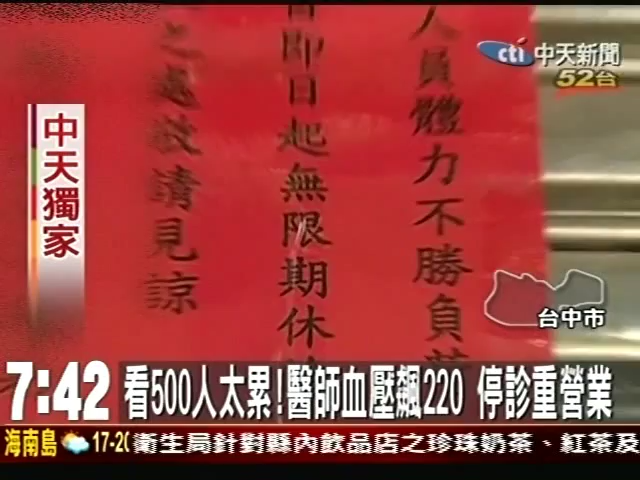 cti 中天新聞
52台
人員體力不勝負
即日起無限期休
之處敬請見諒
中天獨家
台中市
7:42
看500人太累!醫師血壓飆220 停診重營業
海南島 17-20 衛生局針對縣內飲品店之珍珠奶茶、紅茶及